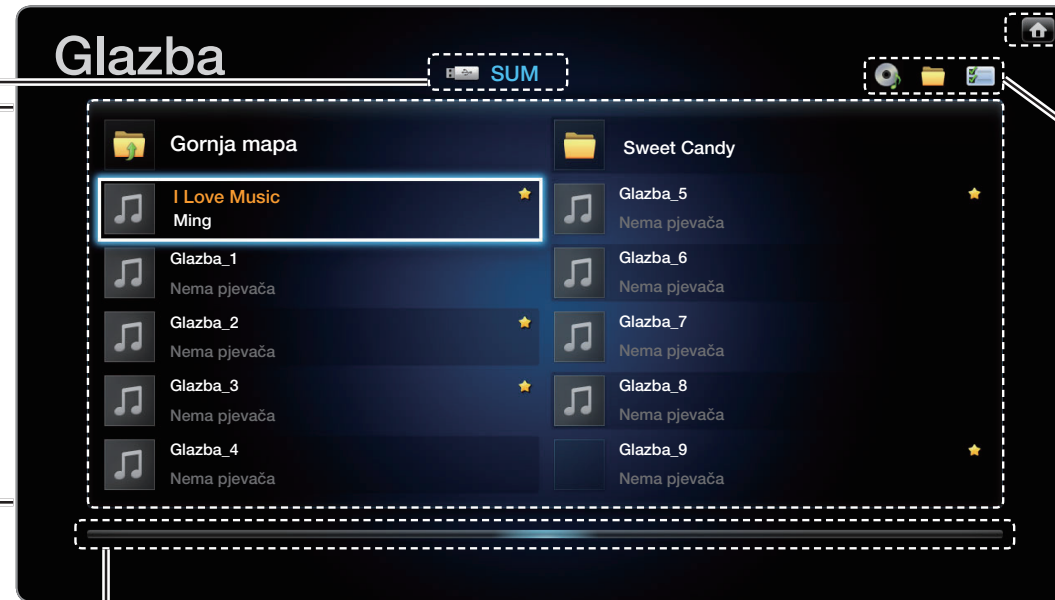 Glazba
SUM
Gornja mapa
Sweet Candy
I Love Music
Ming
Glazba_5
Nema pjevača
Glazba_1
Nema pjevača
Glazba_6
Nema pjevača
Glazba_2
Nema pjevača
Glazba_7
Nema pjevača
Glazba_3
Nema pjevača
Glazba_8
Nema pjevača
Glazba_4
Nema pjevača
Glazba_9
Nema pjevača